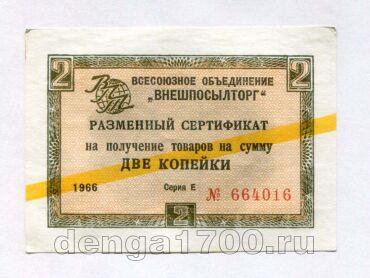 2
ВПТ
ВСЕСОЮЗНОЕ ОБЪЕДИНЕНИЕ
„ВНЕШПОСЫЛТОРГ“
2
РАЗМЕННЫЙ СЕРТИФИКАТ
на получение товаров на сумму
ДВЕ КОПЕЙКИ
1966
Серия Е
№ 664016
2
denga1700.ru